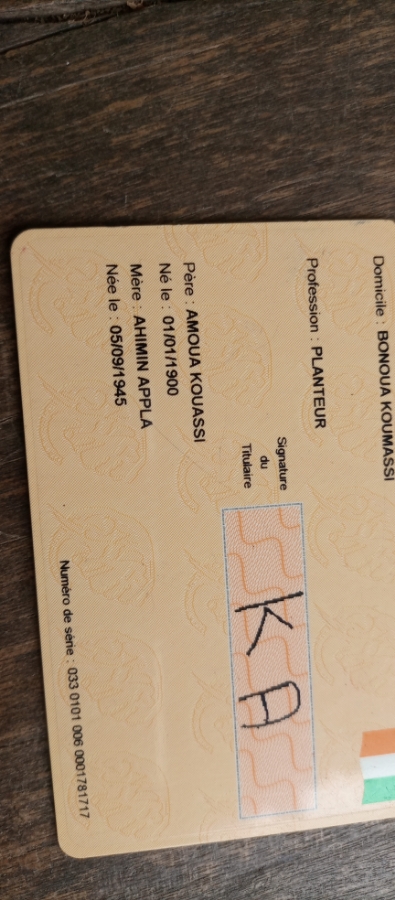 Domicile : BONOUA KOUMASSI
Profession : PLANTEUR
Signature
du
Titulaire
KA
Père : AMOUA KOUASSI
Né le : 01/01/1900
Mère : AHIMIN APPLA
Née le : 05/09/1945
Numéro de série : 033 0101 006 0001781717